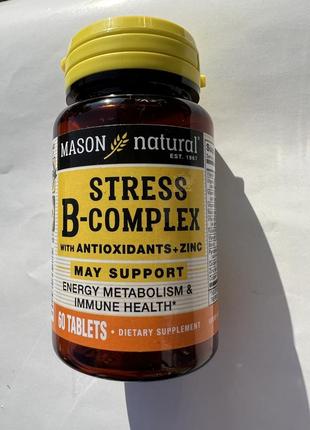 MASON natural®
EST. 1967
STRESS
B-COMPLEX
WITH ANTIOXIDANTS+ZINC
MAY SUPPORT
ENERGY METABOLISM &
IMMUNE HEALTH*
60 TABLETS • DIETARY SUPPLEMENT